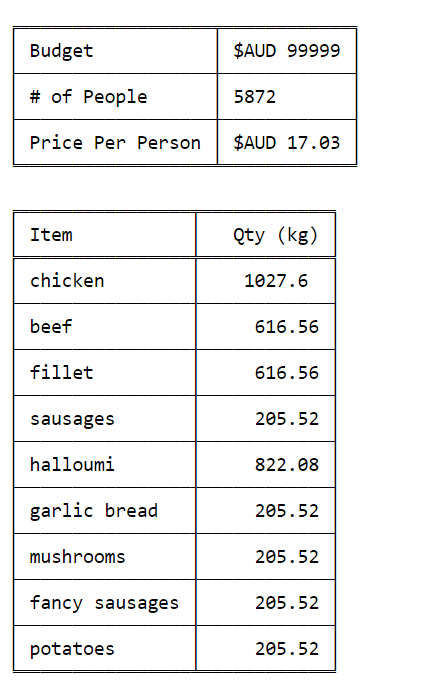 Budget $AUD 99999
# of People 5872
Price Per Person $AUD 17.03
Item Qty (kg)
chicken 1027.6
beef 616.56
fillet 616.56
sausages 205.52
halloumi 822.08
garlic bread 205.52
mushrooms 205.52
fancy sausages 205.52
potatoes 205.52